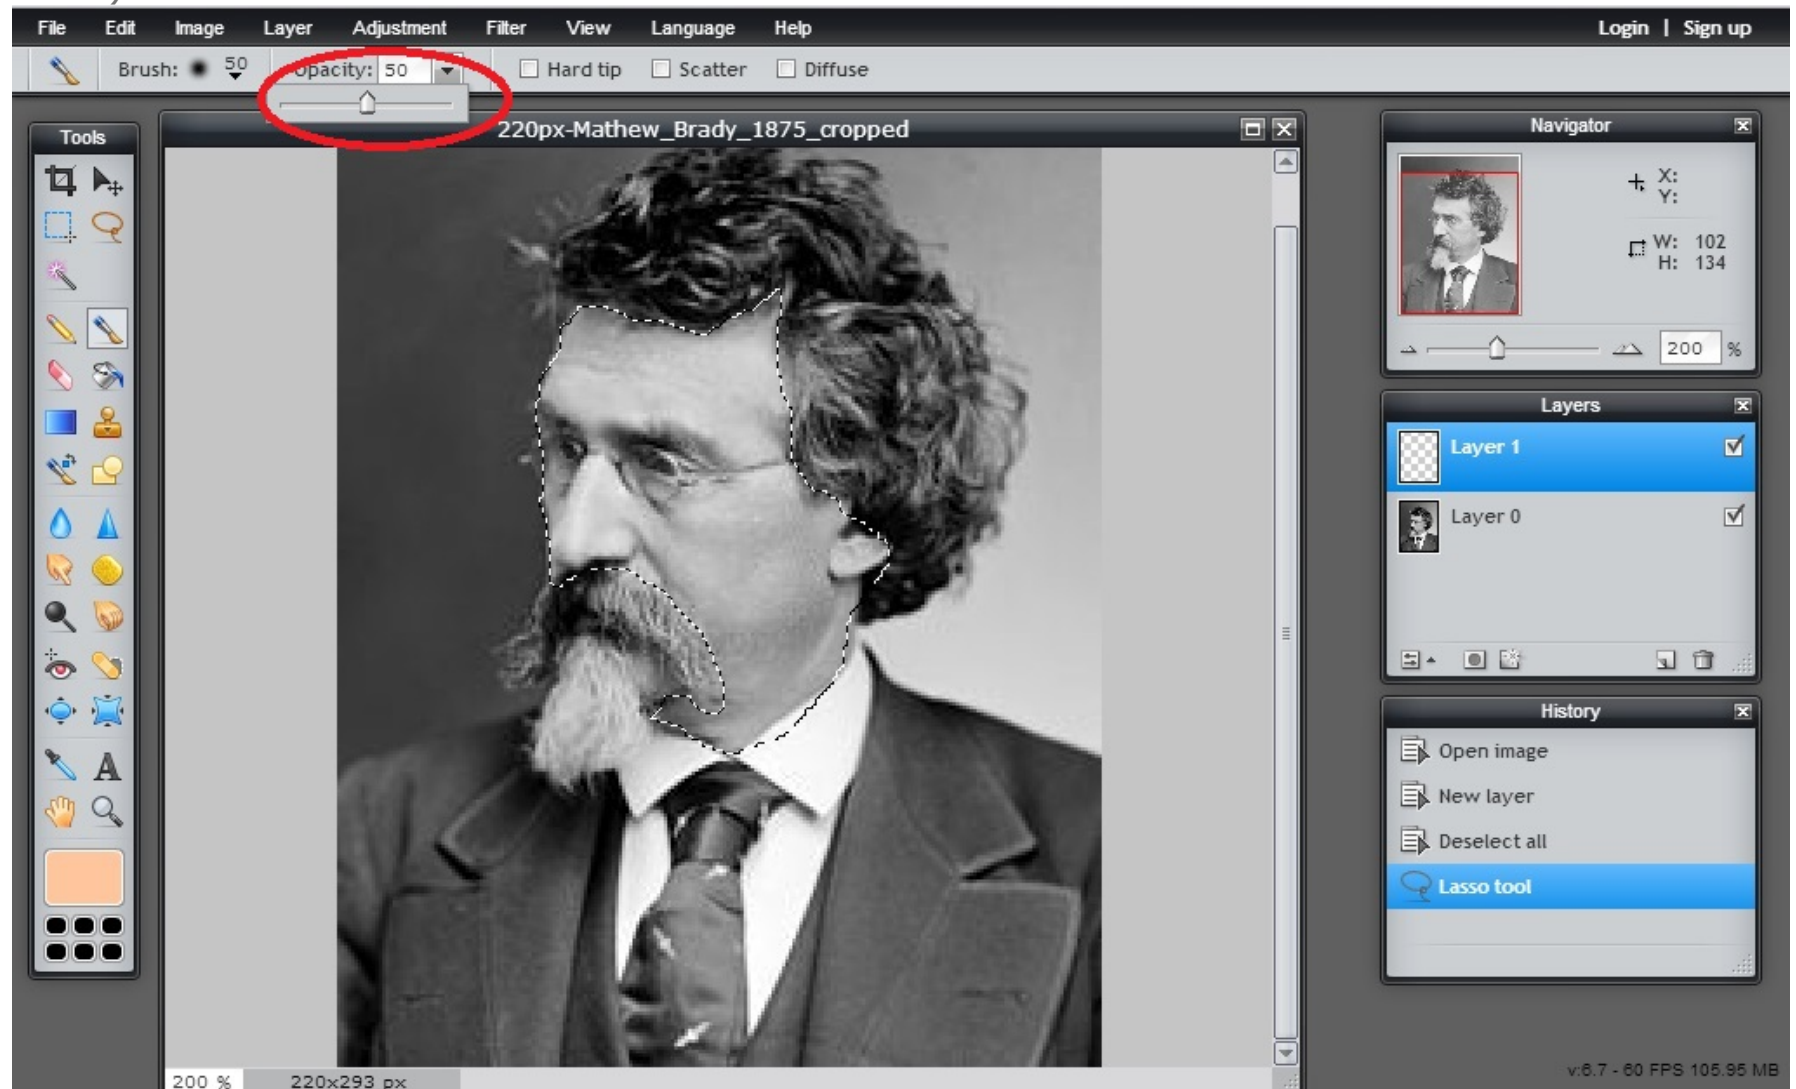 File Edit Image Layer Adjustment Filter View Language Help Login | Sign up
Brush: 50 Opacity: 50 Hard tip Scatter Diffuse
Tools
220px-Mathew_Brady_1875_cropped
Navigator
X:
Y:
W: 102
H: 134
200 %
Layers
Layer 1
Layer 0
History
Open image
New layer
Deselect all
Lasso tool
A
200 % 220x293 px
v:6.7 - 60 FPS 105.95 MB